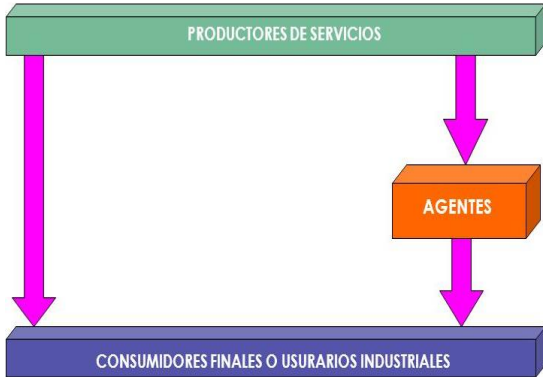 PRODUCTORES DE SERVICIOS
AGENTES
CONSUMIDORES FINALES O USURARIOS INDUSTRIALES